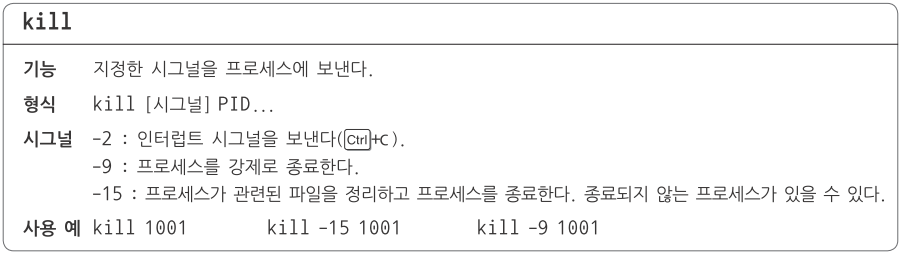 kill
기능 지정한 시그널을 프로세스에 보낸다.
형식 kill [시그널] PID...
시그널 -2 : 인터럽트 시그널을 보낸다(Ctrl+C).
-9 : 프로세스를 강제로 종료한다.
-15 : 프로세스가 관련된 파일을 정리하고 프로세스를 종료한다. 종료되지 않는 프로세스가 있을 수 있다.
사용 예 kill 1001 kill -15 1001 kill -9 1001